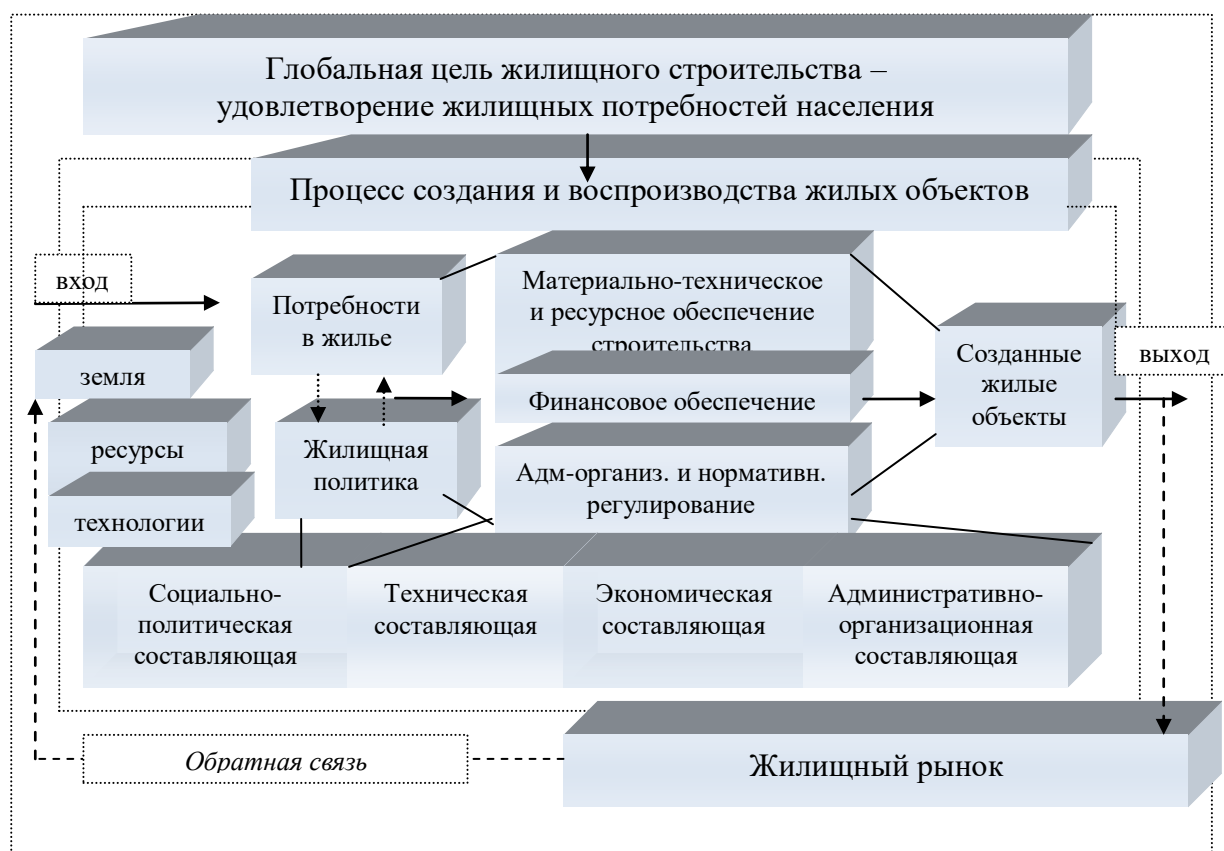 Глобальная цель жилищного строительства –
удовлетворение жилищных потребностей населения
Процесс создания и воспроизводства жилых объектов
вход
Потребности
в жилье
Материально-техническое
и ресурсное обеспечение
строительства
Созданные
жилые
объекты
выход
земля
Финансовое обеспечение
ресурсы
Жилищная
политика
Адм-организ. и нормативн.
регулирование
технологии
Социально-
политическая
составляющая
Техническая
составляющая
Экономическая
составляющая
Административно-
организационная
составляющая
Обратная связь
Жилищный рынок